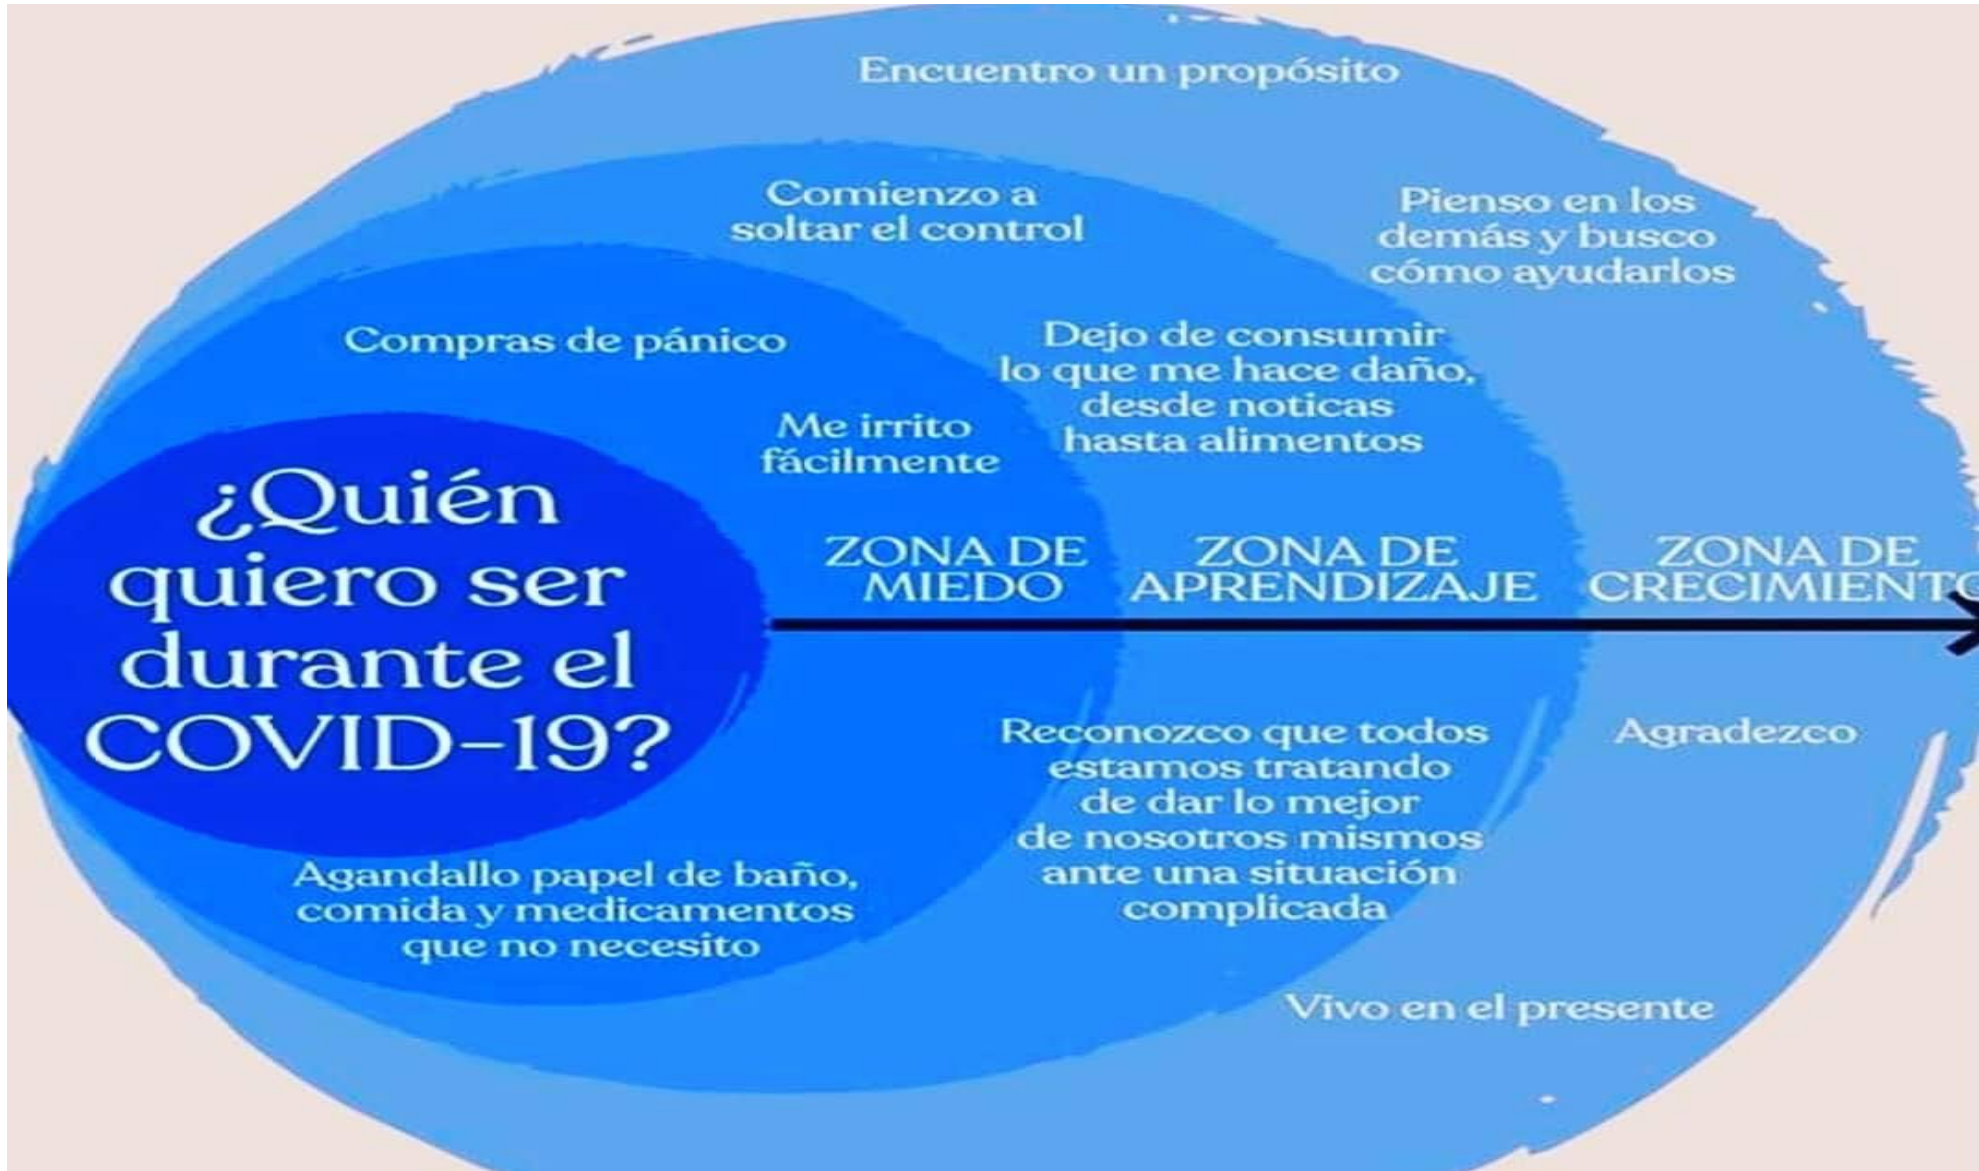 Encuentro un propósito
Comienzo a
soltar el control
Pienso en los
demás y busco
cómo ayudarlos
Compras de pánico
Dejo de consumir
lo que me hace daño,
desde noticas
hasta alimentos
Me irrito
fácilmente
¿Quién
quiero ser
durante el
COVID-19?
ZONA DE
MIEDO
ZONA DE
APRENDIZAJE
ZONA DE
CRECIMIENTO
Reconozco que todos
estamos tratando
de dar lo mejor
de nosotros mismos
ante una situación
complicada
Agradezco
Agandallo papel de baño,
comida y medicamentos
que no necesito
Vivo en el presente